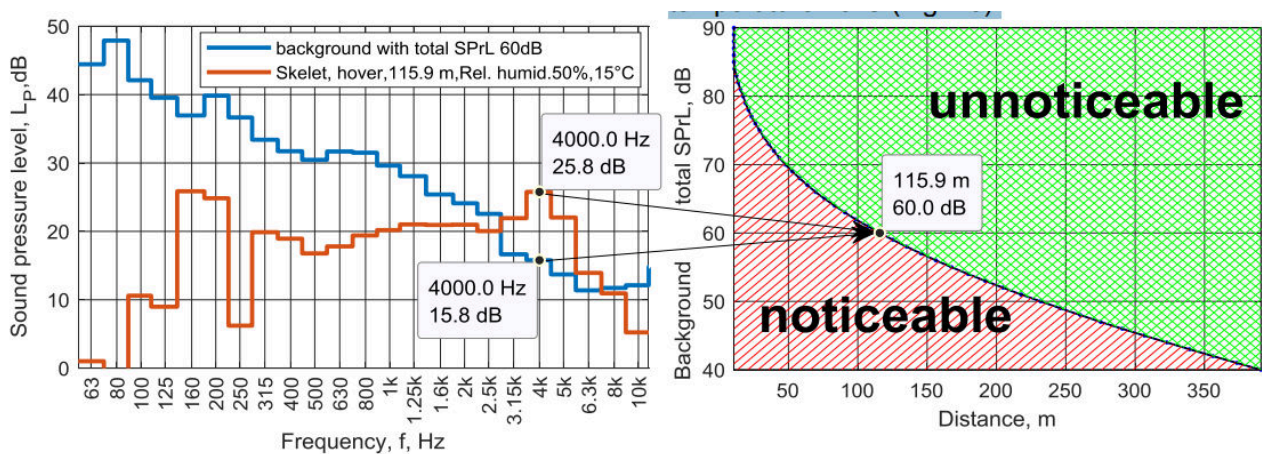 50
40
30
20
10
0
Sound pressure level, L_P,dB
background with total SPrL 60dB
Skelet, hover,115.9 m,Rel. humid.50%,15°C
4000.0 Hz
25.8 dB
4000.0 Hz
15.8 dB
63
80
100
125
160
200
250
315
400
500
630
800
1k
1.25k
1.6k
2k
2.5k
3.15k
4k
5k
6.3k
8k
10k
Frequency, f, Hz
90
80
70
60
50
40
Background total SPrL, dB
unnoticeable
115.9 m
60.0 dB
noticeable
50
100
150
200
250
300
350
Distance, m